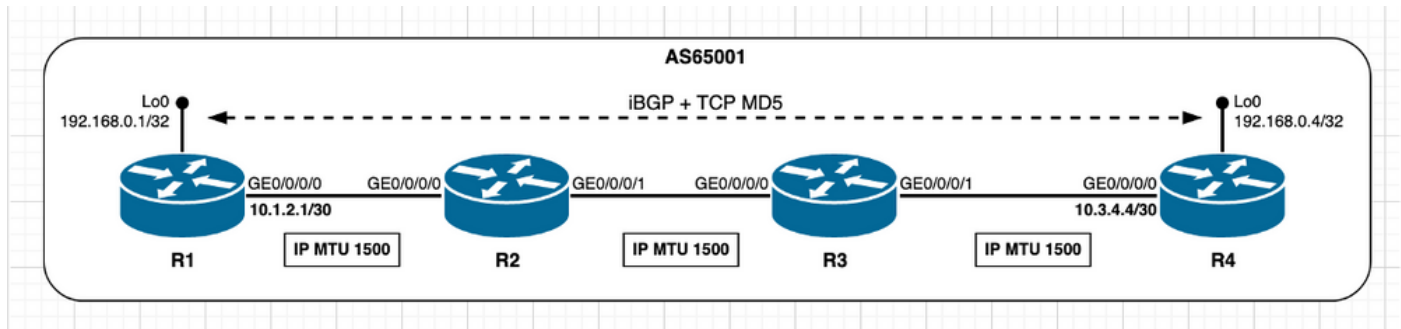 AS65001
iBGP + TCP MD5
Lo0
192.168.0.1/32
Lo0
192.168.0.4/32
GE0/0/0/0
GE0/0/0/0
GE0/0/0/1
GE0/0/0/0
GE0/0/0/1
GE0/0/0/0
10.1.2.1/30
10.3.4.4/30
IP MTU 1500
IP MTU 1500
IP MTU 1500
R1
R2
R3
R4